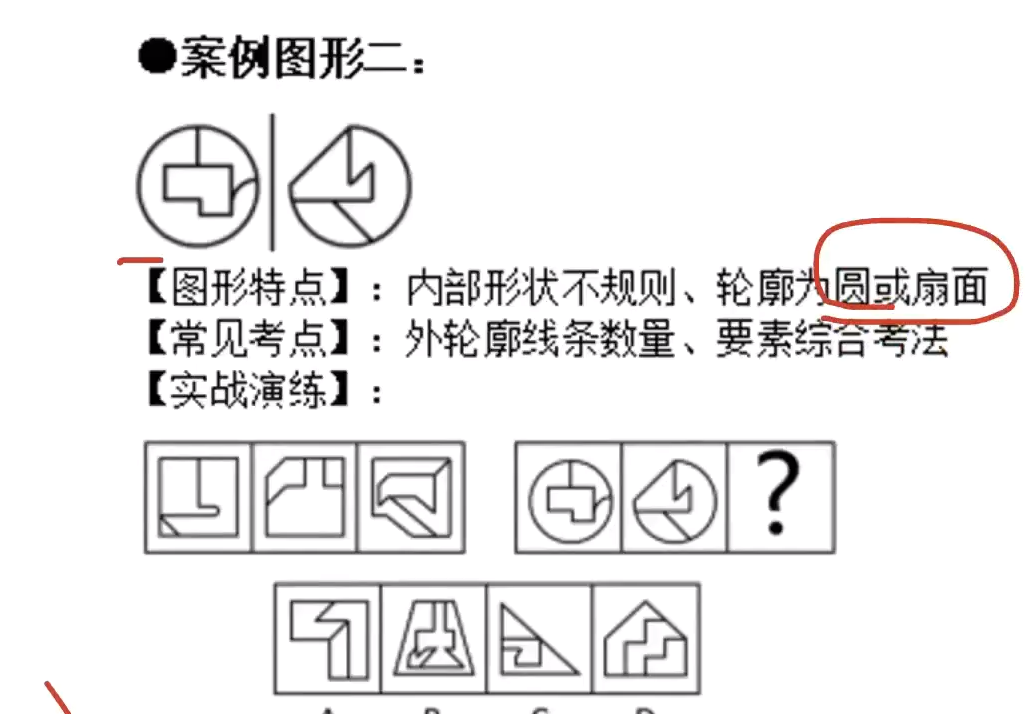 ●案例图形二：
【图形特点】：内部形状不规则、轮廓为圆或扇面
【常见考点】：外轮廓线条数量、要素综合考法
【实战演练】：
?
A B C D